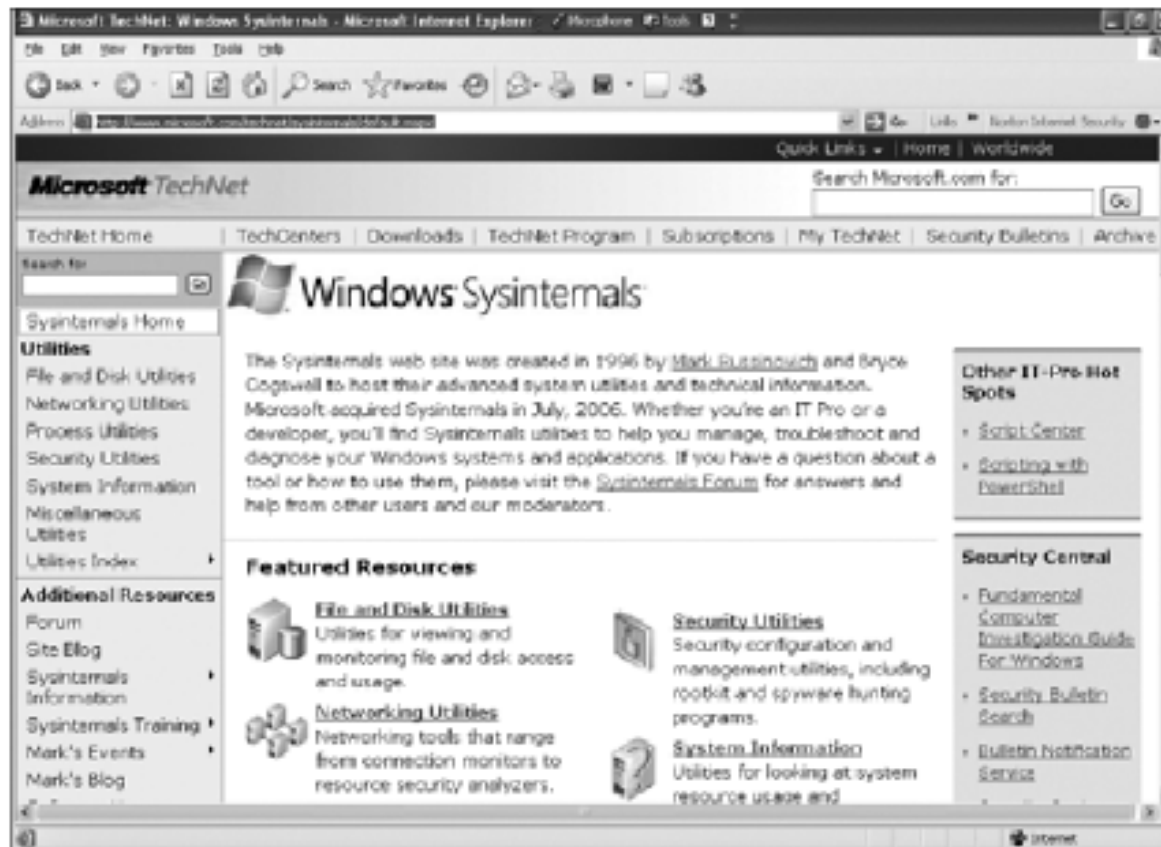 Microsoft TechNet: Windows Sysinternals - Microsoft Internet Explorer
Microphone Tools
File Edit View Favorites Tools Help
Back Search Favorites
Address http://www.microsoft.com/technet/sysinternals/default.mspx Go Links Norton Internet Security
Quick Links | Home | Worldwide
Microsoft TechNet
Search Microsoft.com for:
Go
TechNet Home | TechCenters | Downloads | TechNet Program | Subscriptions | My TechNet | Security Bulletins | Archive
Search for
Go
Sysinternals Home
Utilities
File and Disk Utilities
Networking Utilities
Process Utilities
Security Utilities
System Information
Miscellaneous
Utilities
Utilities Index
Additional Resources
Forum
Site Blog
Sysinternals
Information
Sysinternals Training
Mark's Events
Mark's Blog
Windows Sysinternals
The Sysinternals web site was created in 1996 by Mark Russinovich and Bryce
Cogswell to host their advanced system utilities and technical information.
Microsoft acquired Sysinternals in July, 2006. Whether you're an IT Pro or a
developer, you'll find Sysinternals utilities to help you manage, troubleshoot and
diagnose your Windows systems and applications. If you have a question about a
tool or how to use them, please visit the Sysinternals Forum for answers and
help from other users and our moderators.
Featured Resources
File and Disk Utilities
Utilities for viewing and
monitoring file and disk access
and usage.
Networking Utilities
Networking tools that range
from connection monitors to
resource security analyzers.
Security Utilities
Security configuration and
management utilities, including
rootkit and spyware hunting
programs.
System Information
Utilities for looking at system
resource usage and
Other IT-Pro Hot
Spots
Script Center
Scripting with
PowerShell
Security Central
Fundamental
Computer
Investigation Guide
For Windows
Security Bulletin
Search
Bulletin Notification
Service
Internet